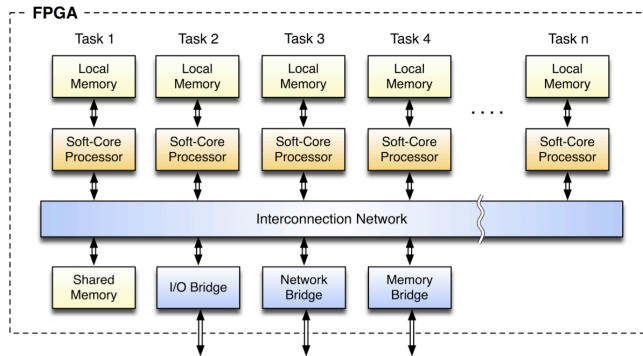 FPGA
Task 1 Task 2 Task 3 Task 4 Task n
Local Local Local Local Local
Memory Memory Memory Memory Memory
. . . .
Soft-Core Soft-Core Soft-Core Soft-Core Soft-Core
Processor Processor Processor Processor Processor
Interconnection Network
Shared
Memory
I/O Bridge
Network
Bridge
Memory
Bridge